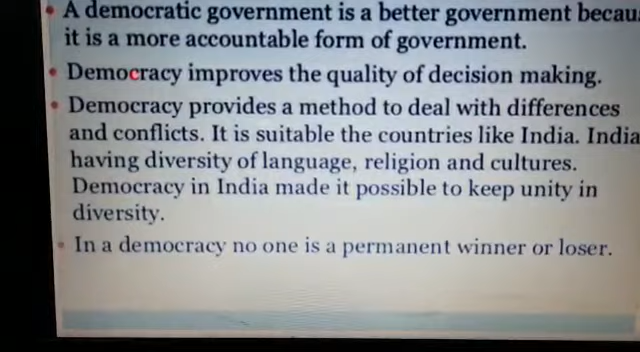 • A democratic government is a better government
it is a more accountable form of government.
• Democracy improves the quality of decision making.
• Democracy provides a method to deal with differences
and conflicts. It is suitable the countries like India. India
having diversity of language, religion and cultures.
Democracy in India made it possible to keep unity in
diversity.
• In a democracy no one is a permanent winner or loser.